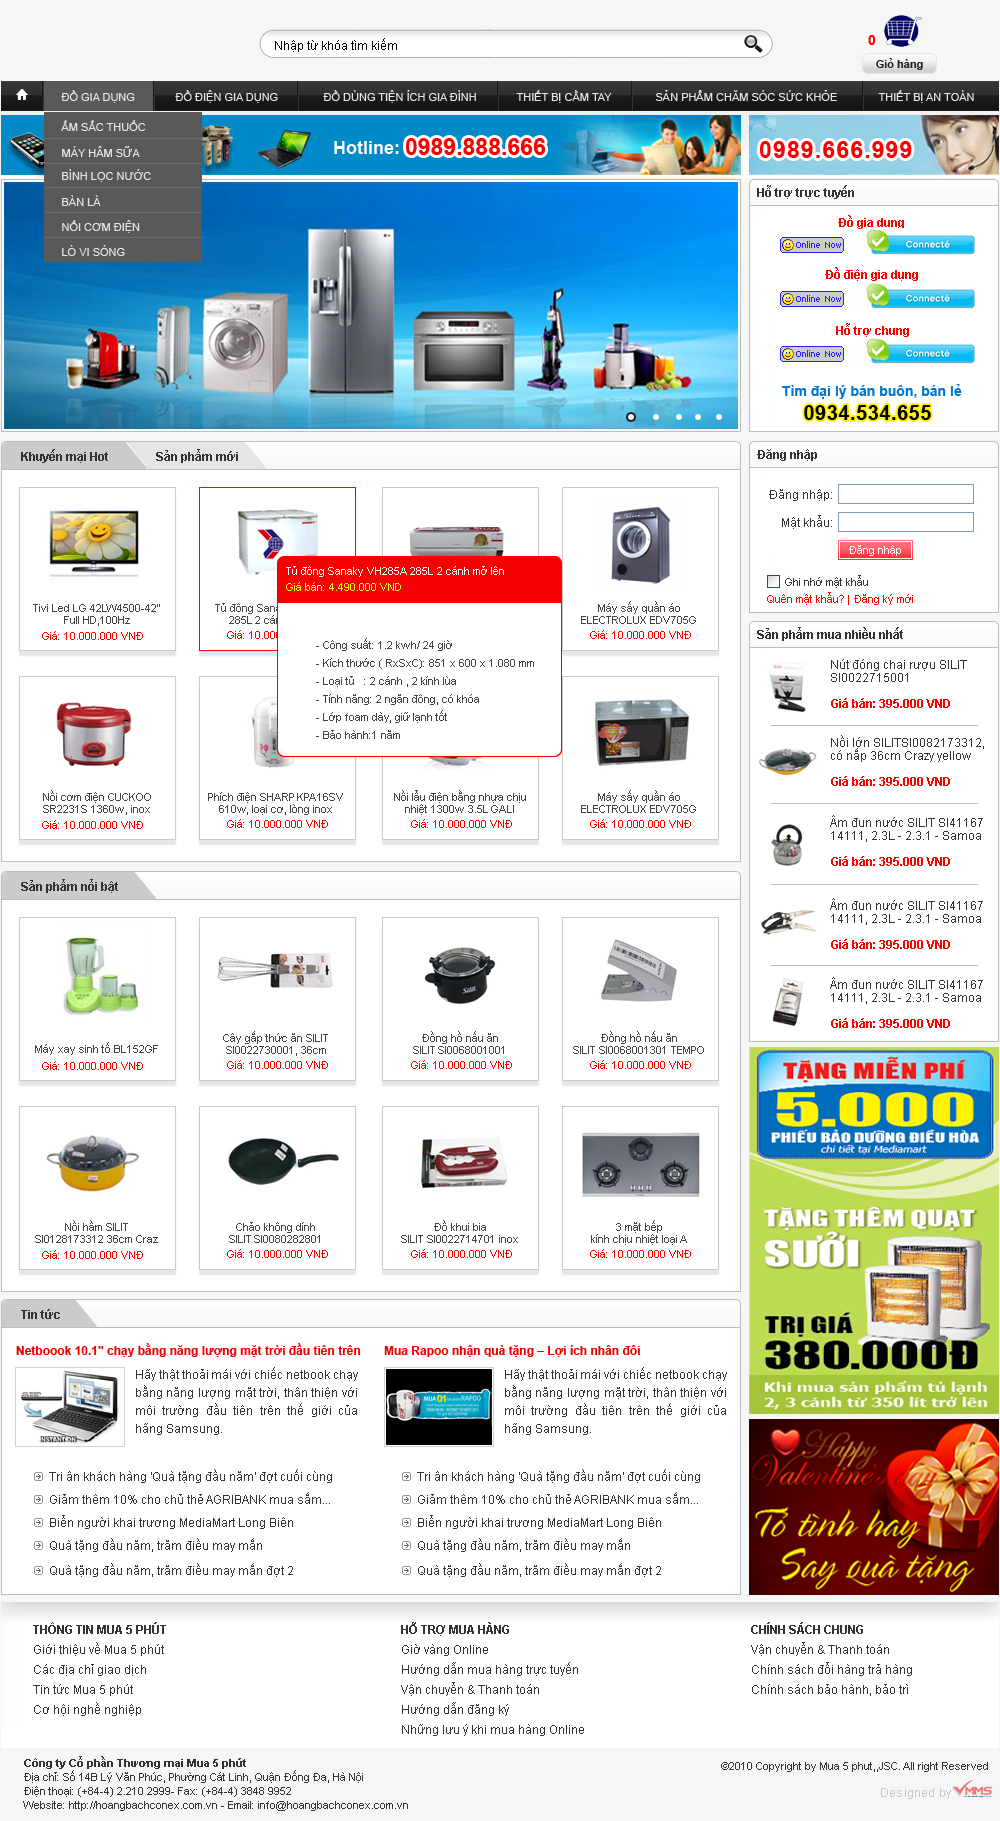 Nhập từ khóa tìm kiếm
0
Giỏ hàng
ĐỒ GIA DỤNG
ĐỒ ĐIỆN GIA DỤNG
ĐỒ DÙNG TIỆN ÍCH GIA ĐÌNH
THIẾT BỊ CẦM TAY
SẢN PHẨM CHĂM SÓC SỨC KHỎE
THIẾT BỊ AN TOÀN
ẤM SẮC THUỐC
MÁY HÂM SỮA
BÌNH LỌC NƯỚC
BÀN LÀ
NỒI CƠM ĐIỆN
LÒ VI SÓNG
Hotline: 0989.888.666
0989.666.999
Hỗ trợ trực tuyến
Đồ gia dụng
Online Now
Connecté
Đồ điện gia dụng
Online Now
Connecté
Hỗ trợ chung
Online Now
Connecté
Tìm đại lý bán buôn, bán lẻ
0934.534.655
Khuyến mại Hot
Sản phẩm mới
Tivi Led LG 42LW4500-42"
Full HD,100Hz
Giá: 10.000.000 VNĐ
Tủ đông Sana
285L 2 cán
Giá: 10.00
Tủ đông Sanaky VH285A 285L 2 cánh mở lên
Giá bán: 4.490.000 VND
- Công suất: 1.2 kwh/ 24 giờ
- Kích thước ( RxSxC): 851 x 600 x 1.080 mm
- Loại tủ : 2 cánh , 2 kính lùa
- Tính năng: 2 ngăn đông, có khóa
- Lớp foam dày, giữ lạnh tốt
- Bảo hành:1 năm
Máy sấy quần áo
ELECTROLUX EDV705G
Giá: 10.000.000 VNĐ
Nồi cơm điện CUCKOO
SR2231S 1360w, inox
Giá: 10.000.000 VNĐ
Phích điện SHARP KPA16SV
610w, loại cơ, lòng inox
Giá: 10.000.000 VNĐ
Nồi lẩu điện bằng nhựa chịu
nhiệt 1300w 3.5L GALI
Giá: 10.000.000 VNĐ
Máy sấy quần áo
ELECTROLUX EDV705G
Giá: 10.000.000 VNĐ
Đăng nhập
Đăng nhập:
Mật khẩu:
Đăng nhập
Ghi nhớ mật khẩu
Quên mật khẩu? | Đăng ký mới
Sản phẩm mua nhiều nhất
Nút đóng chai rượu SILIT
SI0022715001
Giá bán: 395.000 VND
Nồi lớn SILITSI0082173312,
có nắp 36cm Crazy yellow
Giá bán: 395.000 VND
Âm đun nước SILIT SI41167
14111, 2.3L - 2.3.1 - Samoa
Giá bán: 395.000 VND
Âm đun nước SILIT SI41167
14111, 2.3L - 2.3.1 - Samoa
Giá bán: 395.000 VND
Âm đun nước SILIT SI41167
14111, 2.3L - 2.3.1 - Samoa
Giá bán: 395.000 VND
Sản phẩm nổi bật
Máy xay sinh tố BL152GF
Giá: 10.000.000 VNĐ
Cây gắp thức ăn SILIT
SI0022730001, 36cm
Giá: 10.000.000 VNĐ
Đồng hồ nấu ăn
SILIT SI0068001001
Giá: 10.000.000 VNĐ
Đồng hồ nấu ăn
SILIT SI0068001301 TEMPO
Giá: 10.000.000 VNĐ
Nồi hầm SILIT
SI0128173312 36cm Craz
Giá: 10.000.000 VNĐ
Chảo không dính
SILIT SI0080282801
Giá: 10.000.000 VNĐ
Đồ khui bia
SILIT SI0022714701 inox
Giá: 10.000.000 VNĐ
3 mặt bếp
kính chịu nhiệt loại A
Giá: 10.000.000 VNĐ
TẶNG MIỄN PHÍ
5.000
PHIẾU BẢO DƯỠNG ĐIỀU HÒA
chi tiết tại Mediamart
TẶNG THÊM QUẠT
SƯỞI
TRỊ GIÁ
380.000Đ
Khi mua sản phẩm tủ lạnh
2, 3 cánh từ 350 lít trở lên
Happy
Valentine's day
Tỏ tình hay
Say quà tặng
Tin tức
Netboook 10.1" chạy bằng năng lượng mặt trời đầu tiên trên
Hãy thật thoải mái với chiếc netbook chạy
bằng năng lượng mặt trời, thân thiện với
môi trường đầu tiên trên thế giới của
hãng Samsung.
Tri ân khách hàng 'Quà tặng đầu năm' đợt cuối cùng
Giảm thêm 10% cho chủ thẻ AGRIBANK mua sắm...
Biển người khai trương MediaMart Long Biên
Quà tặng đầu năm, trăm điều may mắn
Quà tặng đầu năm, trăm điều may mắn đợt 2
Mua Rapoo nhận quà tặng – Lợi ích nhân đôi
MUA 01 RAPOO
Hãy thật thoải mái với chiếc netbook chạy
bằng năng lượng mặt trời, thân thiện với
môi trường đầu tiên trên thế giới của
hãng Samsung.
Tri ân khách hàng 'Quà tặng đầu năm' đợt cuối cùng
Giảm thêm 10% cho chủ thẻ AGRIBANK mua sắm...
Biển người khai trương MediaMart Long Biên
Quà tặng đầu năm, trăm điều may mắn
Quà tặng đầu năm, trăm điều may mắn đợt 2
THÔNG TIN MUA 5 PHÚT
Giới thiệu về Mua 5 phút
Các địa chỉ giao dịch
Tin tức Mua 5 phút
Cơ hội nghề nghiệp
HỖ TRỢ MUA HÀNG
Giờ vàng Online
Hướng dẫn mua hàng trực tuyến
Vận chuyển & Thanh toán
Hướng dẫn đăng ký
Những lưu ý khi mua hàng Online
CHÍNH SÁCH CHUNG
Vận chuyển & Thanh toán
Chính sách đổi hàng trả hàng
Chính sách bảo hành, bảo trì
Công ty Cổ phần Thương mại Mua 5 phút
Địa chỉ: Số 14B Lý Văn Phúc, Phường Cát Linh, Quận Đống Đa, Hà Nội
Điện thoại: (+84-4) 2.210 2999- Fax: (+84-4) 3848 9952
Website: http://hoangbachconex.com.vn - Email: info@hoangbachconex.com.vn
©2010 Copyright by Mua 5 phut,,JSC. All right Reserved
Designed by VMMS